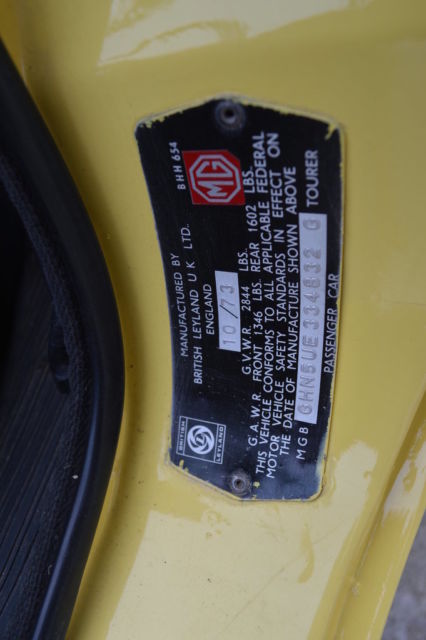 BHH 654
MG
MANUFACTURED BY
BRITISH LEYLAND U K LTD.
ENGLAND
10/73
BRITISH
LEYLAND
G.V.W.R. 2844 LBS.
G.A.W.R. FRONT 1346 LBS. REAR 1602 LBS.
THIS VEHICLE CONFORMS TO ALL APPLICABLE FEDERAL
MOTOR VEHICLE SAFETY STANDARDS IN EFFECT ON
THE DATE OF MANUFACTURE SHOWN ABOVE
MGB GHN5UE334832 G TOURER
PASSENGER CAR